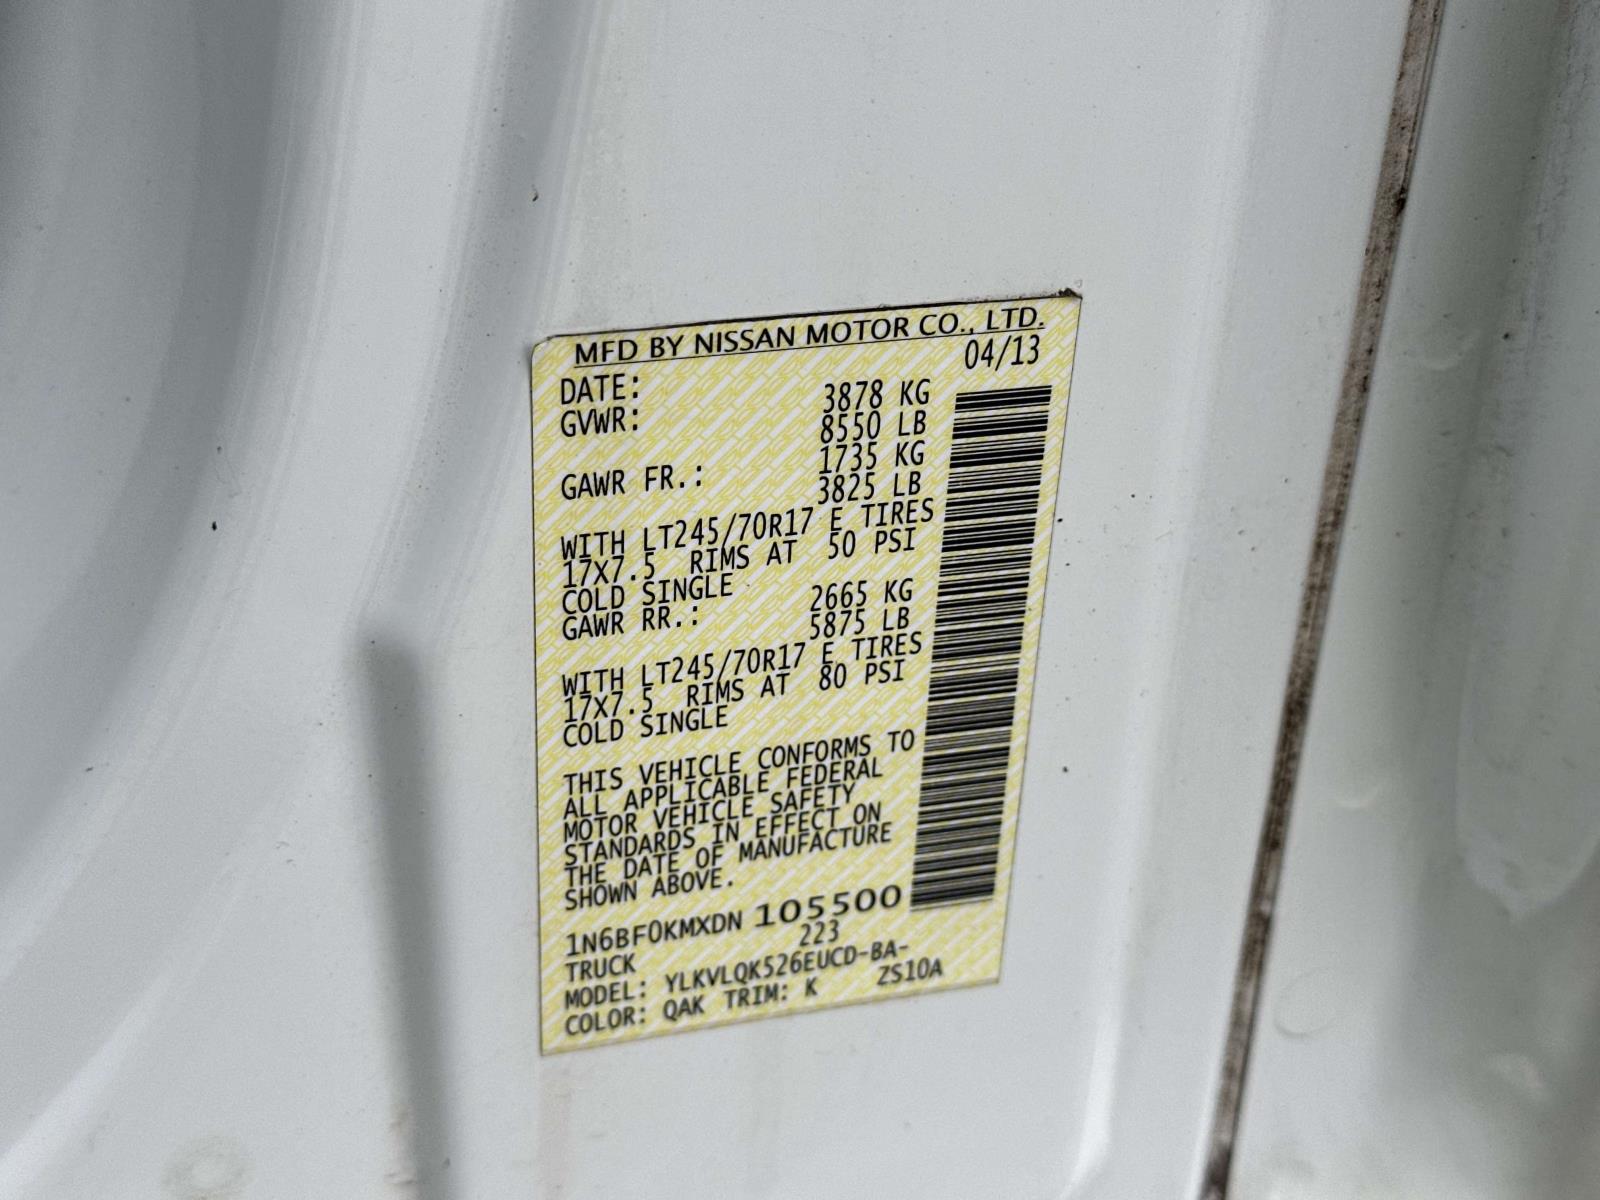 MFD BY NISSAN MOTOR CO., LTD.
DATE: 04/13
GVWR: 3878 KG
8550 LB
GAWR FR.: 1735 KG
3825 LB
WITH LT245/70R17 E TIRES
17X7.5 RIMS AT 50 PSI
COLD SINGLE
GAWR RR.: 2665 KG
5875 LB
WITH LT245/70R17 E TIRES
17X7.5 RIMS AT 80 PSI
COLD SINGLE
THIS VEHICLE CONFORMS TO
ALL APPLICABLE FEDERAL
MOTOR VEHICLE SAFETY
STANDARDS IN EFFECT ON
THE DATE OF MANUFACTURE
SHOWN ABOVE.
1N6BF0KMXDN 105500
TRUCK 223
MODEL: YLKVLQK526EUCD-BA-
COLOR: QAK TRIM: K ZS10A